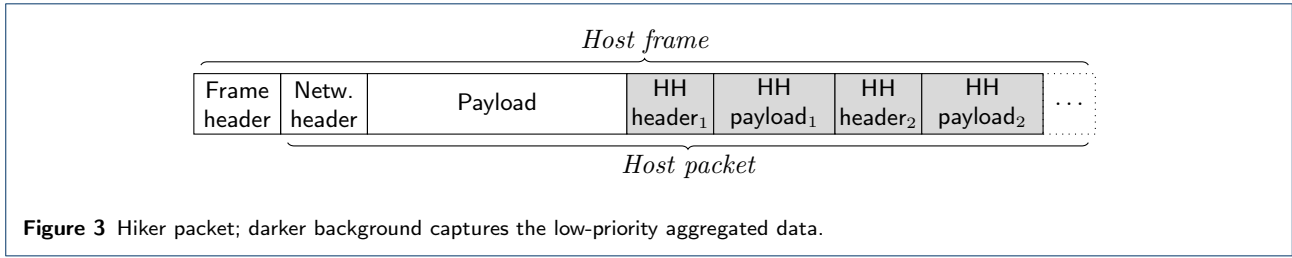 Host frame
Frame header
Netw. header
Payload
HH header₁
HH payload₁
HH header₂
HH payload₂
...
Host packet
Figure 3 Hiker packet; darker background captures the low-priority aggregated data.